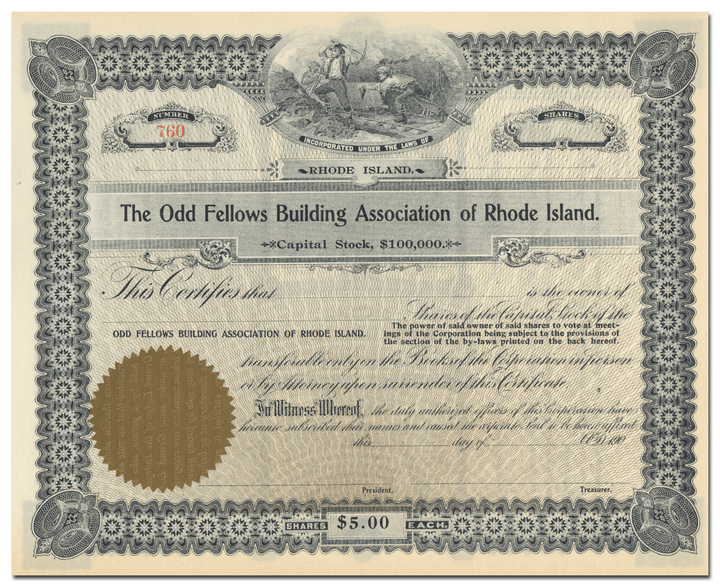 NUMBER
760
SHARES
INCORPORATED UNDER THE LAWS OF
RHODE ISLAND.
The Odd Fellows Building Association of Rhode Island.
Capital Stock, $100,000.
This Certifies that is the owner of
Shares of the Capital Stock of the
ODD FELLOWS BUILDING ASSOCIATION OF RHODE ISLAND.
The power of said owner of said shares to vote at meet-
ings of the Corporation being subject to the provisions of
the section of the by-laws printed on the back hereof.
transferable only on the Books of the Corporation in person
or by Attorney upon surrender of this Certificate.
In Witness Whereof, the duly authorized officers of this Corporation have
hereunto subscribed their names and caused the corporate Seal to be hereto affixed
this day of A.D. 190
President. Treasurer.
SHARES $5.00 EACH.